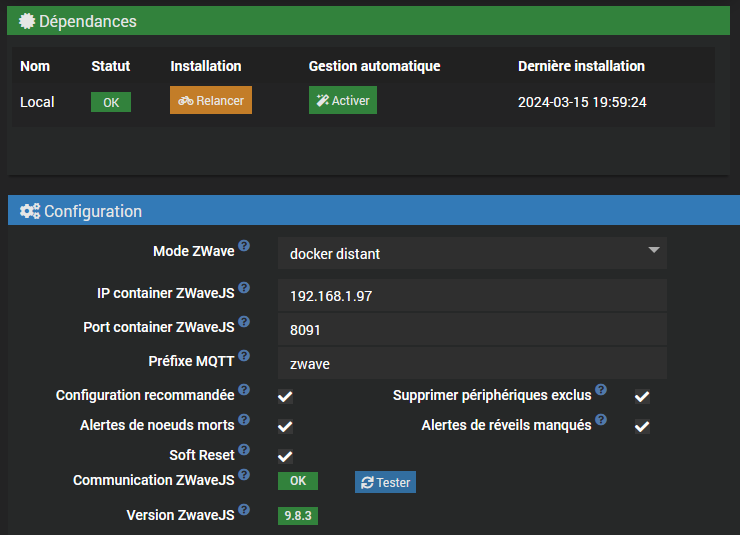 Dépendances
Nom Statut Installation Gestion automatique Dernière installation
Local OK Relancer Activer 2024-03-15 19:59:24
Configuration
Mode ZWave ? docker distant
IP container ZWaveJS ? 192.168.1.97
Port container ZWaveJS ? 8091
Préfixe MQTT ? zwave
Configuration recommandée ? Supprimer périphériques exclus ?
Alertes de noeuds morts ? Alertes de réveils manqués ?
Soft Reset ?
Communication ZWaveJS ? OK Tester
Version ZwaveJS ? 9.8.3